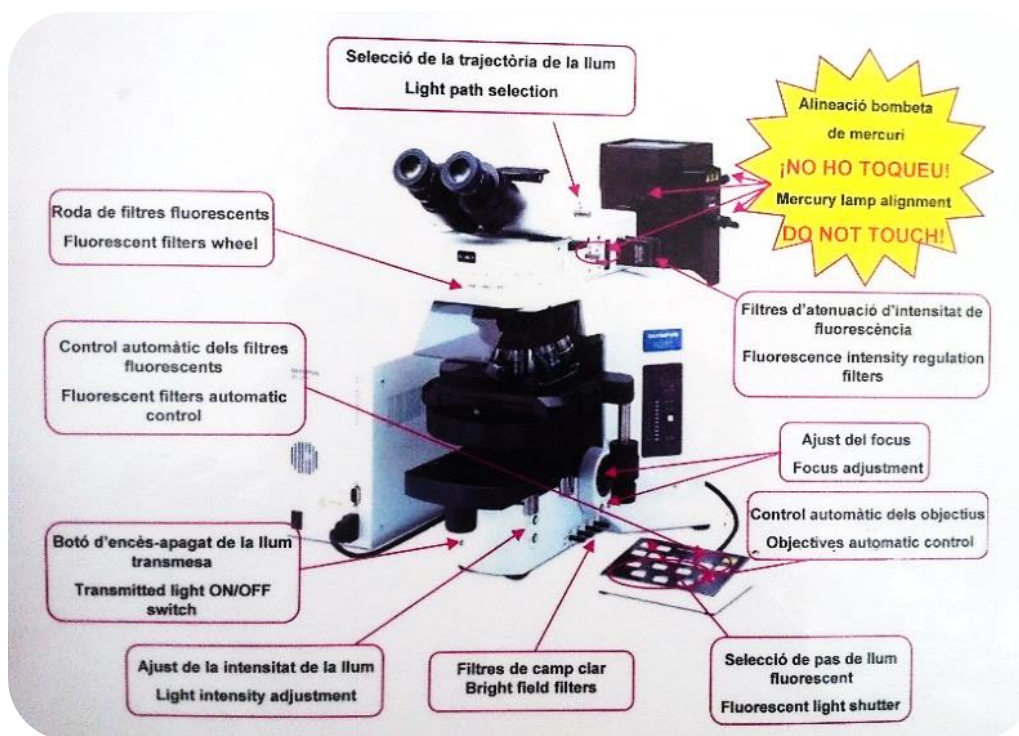 Selecció de la trajectòria de la llum
Light path selection
Alineació bombeta
de mercuri
¡NO HO TOQUEU!
Mercury lamp alignment
DO NOT TOUCH!
Roda de filtres fluorescents
Fluorescent filters wheel
Filtres d'atenuació d'intensitat de
fluorescència
Fluorescence intensity regulation
filters
Control automàtic dels filtres
fluorescents
Fluorescent filters automatic
control
Ajust del focus
Focus adjustment
Control automàtic dels objectius
Objectives automatic control
Botó d'encès-apagat de la llum
transmesa
Transmitted light ON/OFF
switch
Ajust de la intensitat de la llum
Light intensity adjustment
Filtres de camp clar
Bright field filters
Selecció de pas de llum
fluorescent
Fluorescent light shutter